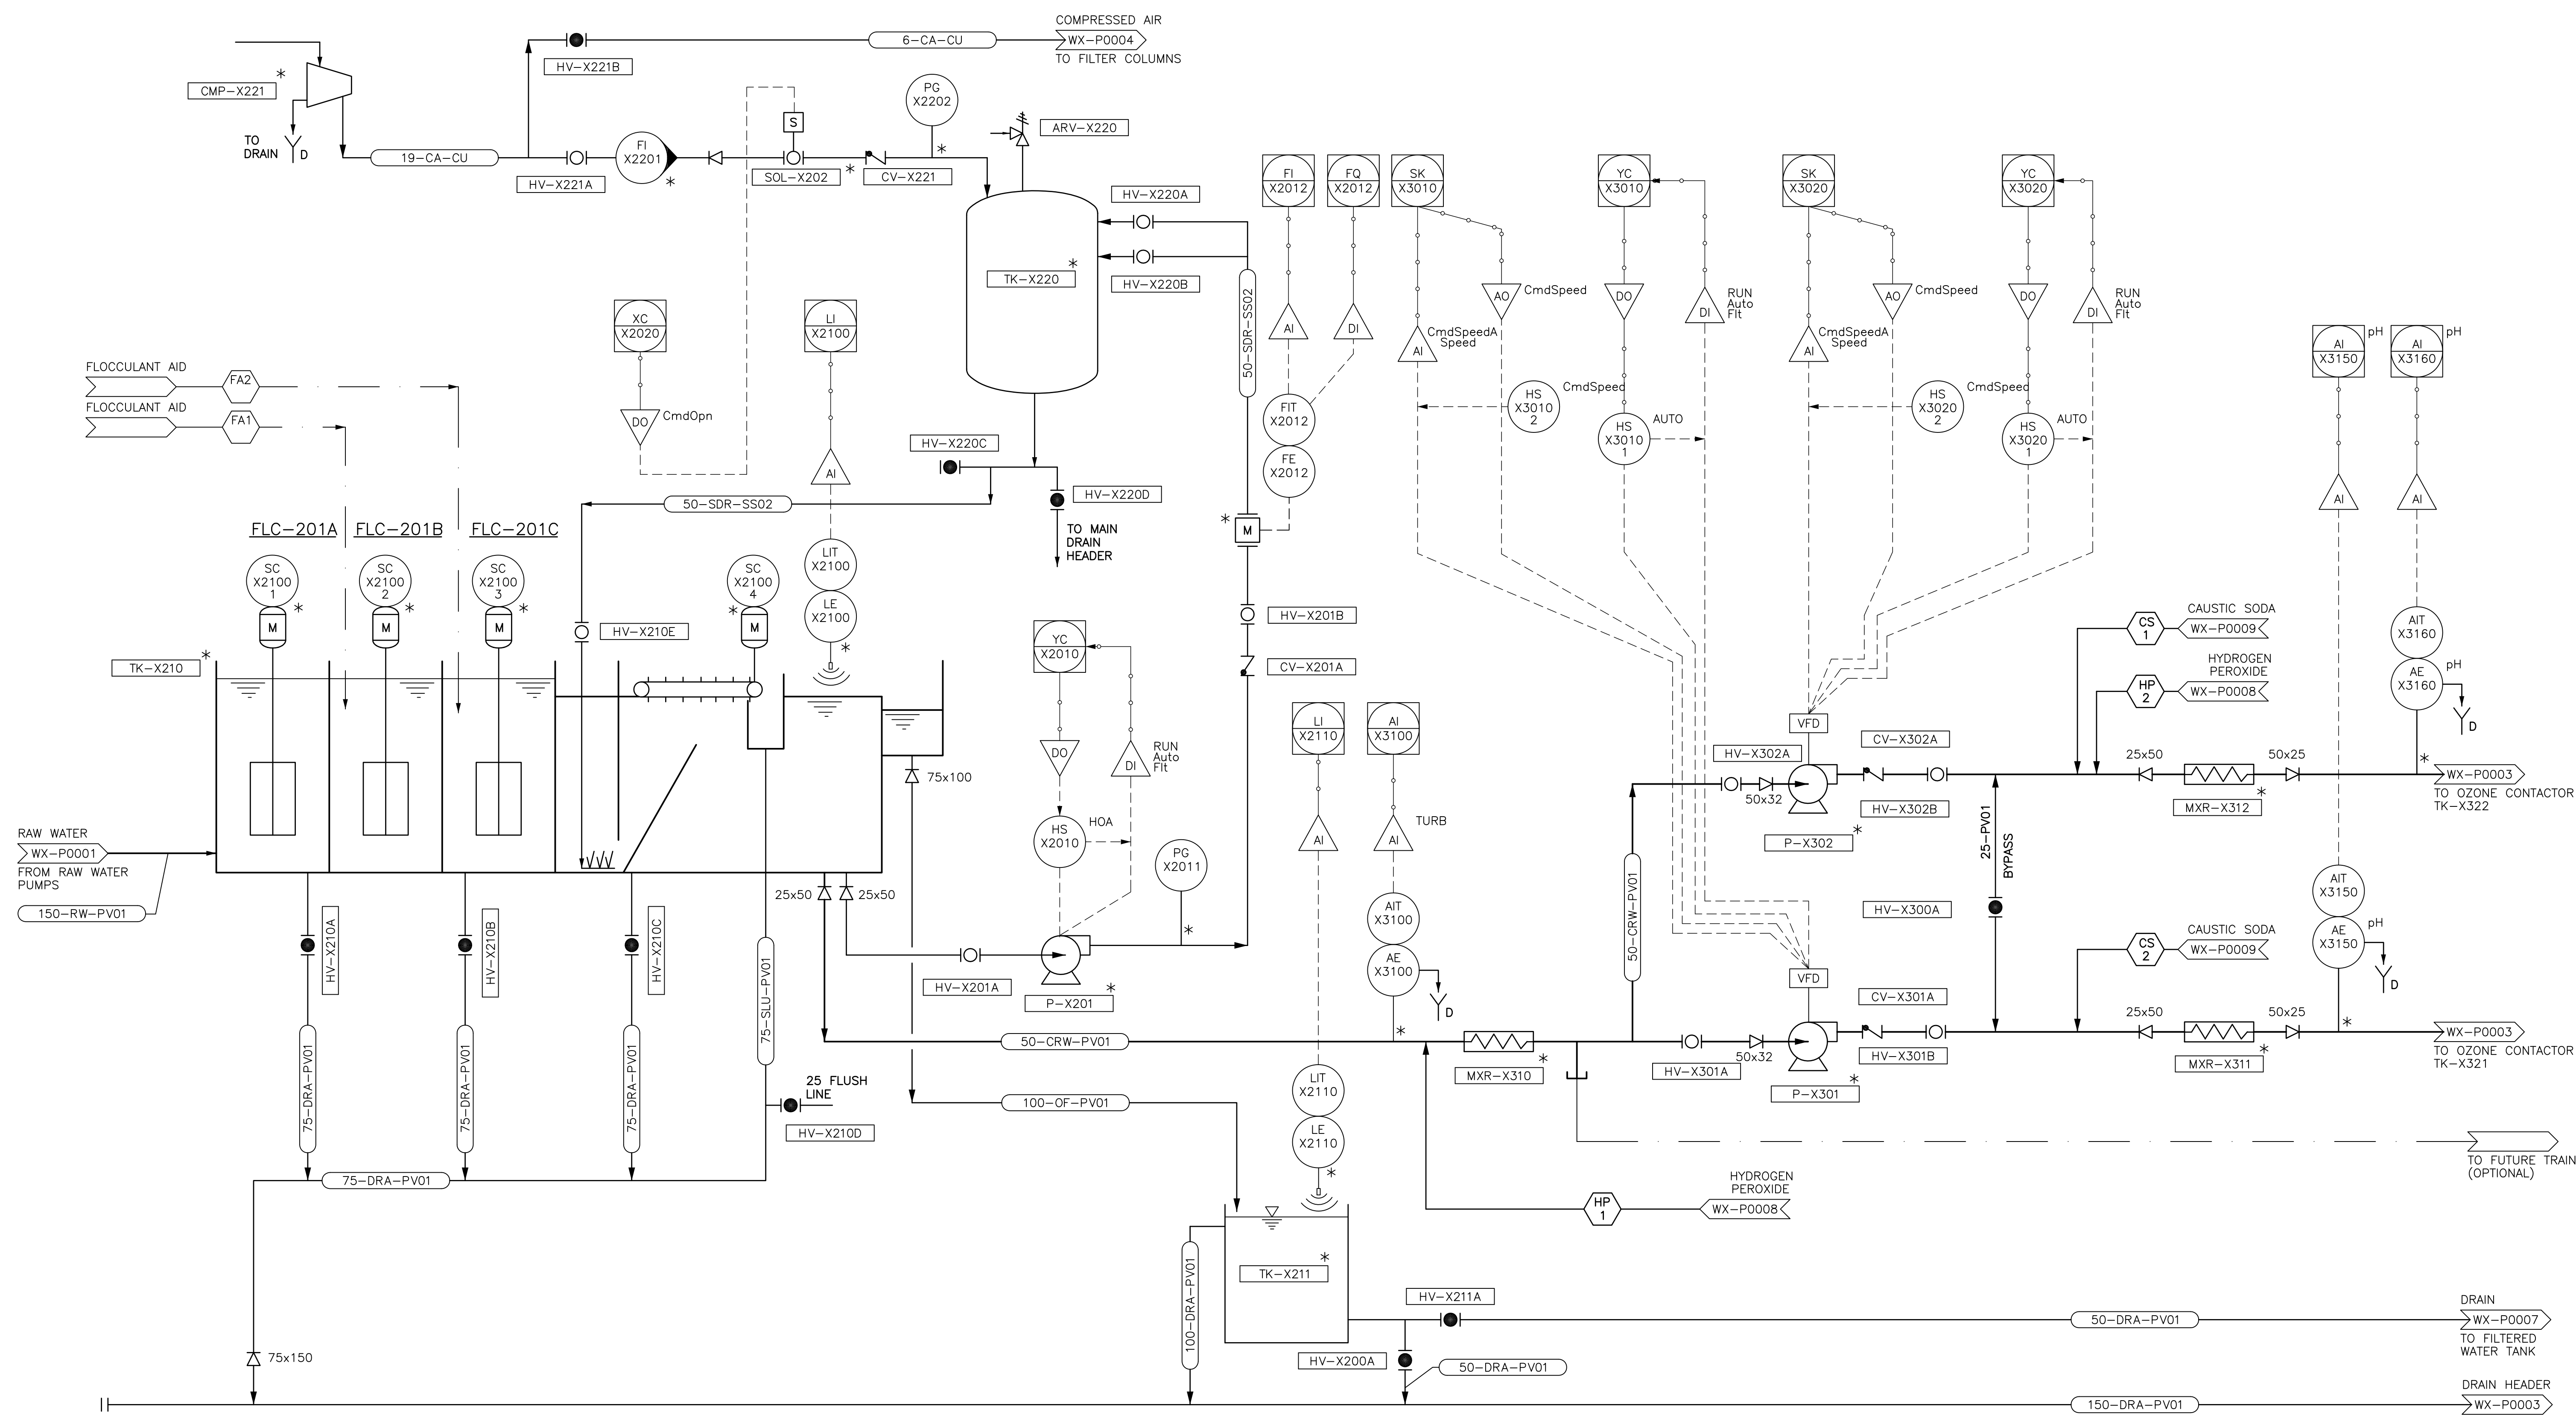 COMPRESSED AIR
WX-P0004
TO FILTER COLUMNS
6-CA-CU
HV-X221B
CMP-X221
*
TO
DRAIN
D
19-CA-CU
HV-X221A
FI
X2201
*
S
SOL-X202
*
CV-X221
PG
X2202
*
ARV-X220
HV-X220A
HV-X220B
TK-X220
*
50-SDR-SS02
FI
X2012
FQ
X2012
SK
X3010
YC
X3010
SK
X3020
YC
X3020
AI
DI
AO
CmdSpeed
AI
CmdSpeedA
Speed
DO
DI
RUN
Auto
Flt
AO
CmdSpeed
AI
CmdSpeedA
Speed
DO
DI
RUN
Auto
Flt
FIT
X2012
FE
X2012
HS
X3010
2
CmdSpeed
HS
X3010
1
AUTO
HS
X3020
2
CmdSpeed
HS
X3020
1
AUTO
AI
X3150
pH
AI
X3160
pH
AI
AI
XC
X2020
DO
CmdOpn
LI
X2100
AI
FLOCCULANT AID
FA2
FLOCCULANT AID
FA1
HV-X220C
HV-X220D
50-SDR-SS02
TO MAIN
DRAIN
HEADER
*
M
FLC-201A
FLC-201B
FLC-201C
SC
X2100
1
M
*
SC
X2100
2
M
*
SC
X2100
3
M
*
SC
X2100
4
M
*
LIT
X2100
LE
X2100
*
HV-X210E
TK-X210
*
HV-X201B
CV-X201A
YC
X2010
DO
DI
RUN
Auto
Flt
HS
X2010
HOA
LI
X2110
AI
X3100
AI
AI
TURB
PG
X2011
*
RAW WATER
WX-P0001
FROM RAW WATER
PUMPS
150-RW-PV01
75x100
25x50
25x50
HV-X210A
HV-X210B
HV-X210C
75-SLU-PV01
HV-X201A
P-X201
*
AIT
X3100
AE
X3100
D
*
75-DRA-PV01
75-DRA-PV01
75-DRA-PV01
50-CRW-PV01
MXR-X310
*
50-CRW-PV01
HV-X301A
50x32
VFD
P-X301
*
CV-X301A
HV-X301B
VFD
HV-X302A
50x32
P-X302
*
CV-X302A
HV-X302B
25-PV01
BYPASS
HV-X300A
CS
1
CAUSTIC SODA
WX-P0009
HYDROGEN
PEROXIDE
HP
2
WX-P0008
25x50
50x25
MXR-X312
*
AIT
X3160
AE
X3160
pH
D
*
WX-P0003
TO OZONE CONTACTOR
TK-X322
CS
2
CAUSTIC SODA
WX-P0009
25x50
50x25
MXR-X311
*
AIT
X3150
AE
X3150
pH
D
*
WX-P0003
TO OZONE CONTACTOR
TK-X321
25 FLUSH
LINE
HV-X210D
100-OF-PV01
LIT
X2110
LE
X2110
*
TO FUTURE TRAIN
(OPTIONAL)
75-DRA-PV01
HYDROGEN
PEROXIDE
HP
1
WX-P0008
100-DRA-PV01
TK-X211
*
HV-X211A
HV-X200A
50-DRA-PV01
50-DRA-PV01
DRAIN
WX-P0007
TO FILTERED
WATER TANK
75x150
150-DRA-PV01
DRAIN HEADER
WX-P0003